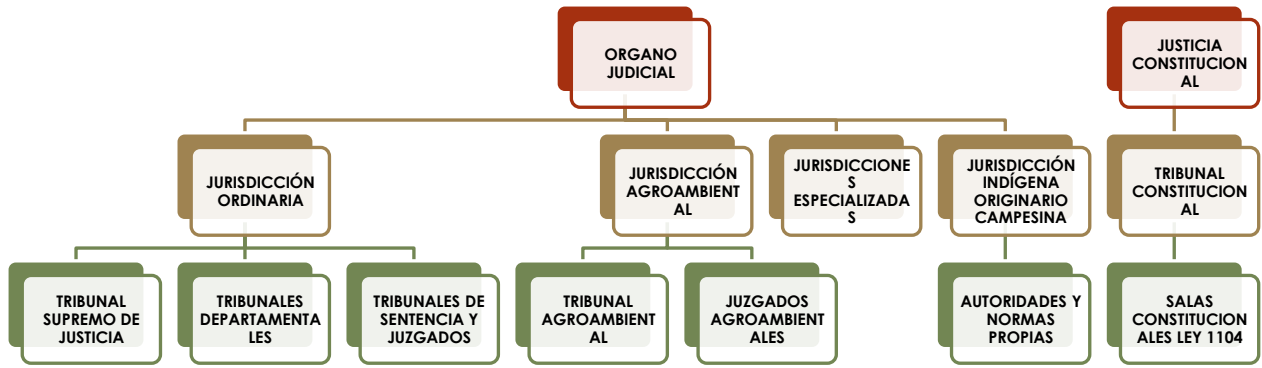 ORGANO
JUDICIAL
JUSTICIA
CONSTITUCION
AL
JURISDICCIÓN
ORDINARIA
JURISDICCIÓN
AGROAMBIENT
AL
JURISDICCIONE
S
ESPECIALIZADA
S
JURISDICCIÓN
INDÍGENA
ORIGINARIO
CAMPESINA
TRIBUNAL
CONSTITUCION
AL
TRIBUNAL
SUPREMO DE
JUSTICIA
TRIBUNALES
DEPARTAMENTA
LES
TRIBUNALES DE
SENTENCIA Y
JUZGADOS
TRIBUNAL
AGROAMBIENT
AL
JUZGADOS
AGROAMBIENT
ALES
AUTORIDADES Y
NORMAS
PROPIAS
SALAS
CONSTITUCION
ALES LEY 1104